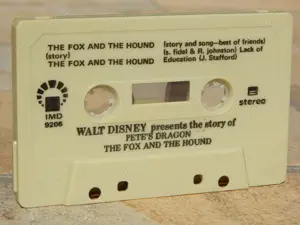 THE FOX AND THE HOUND (story and song—best of friends)
(story) (s. fidel & R. johnston) Lack of
THE FOX AND THE HOUND Education (J. Stafford)
IMD
9206
stereo
WALT DISNEY presents the story of
PETE'S DRAGON
THE FOX AND THE HOUND